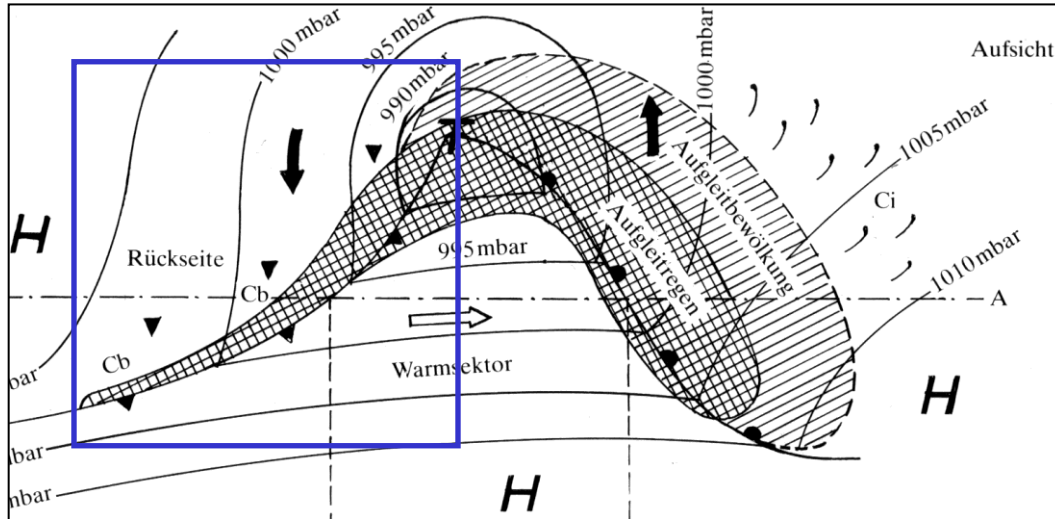 1000 mbar
995 mbar
990 mbar
1000 mbar
Aufsicht
T
1005 mbar
Aufgleitbewölkung
Ci
H
Rückseite
995 mbar
Aufgleitregen
1010 mbar
Cb
A
Cb
Warmsektor
mbar
H
mbar
H
mbar